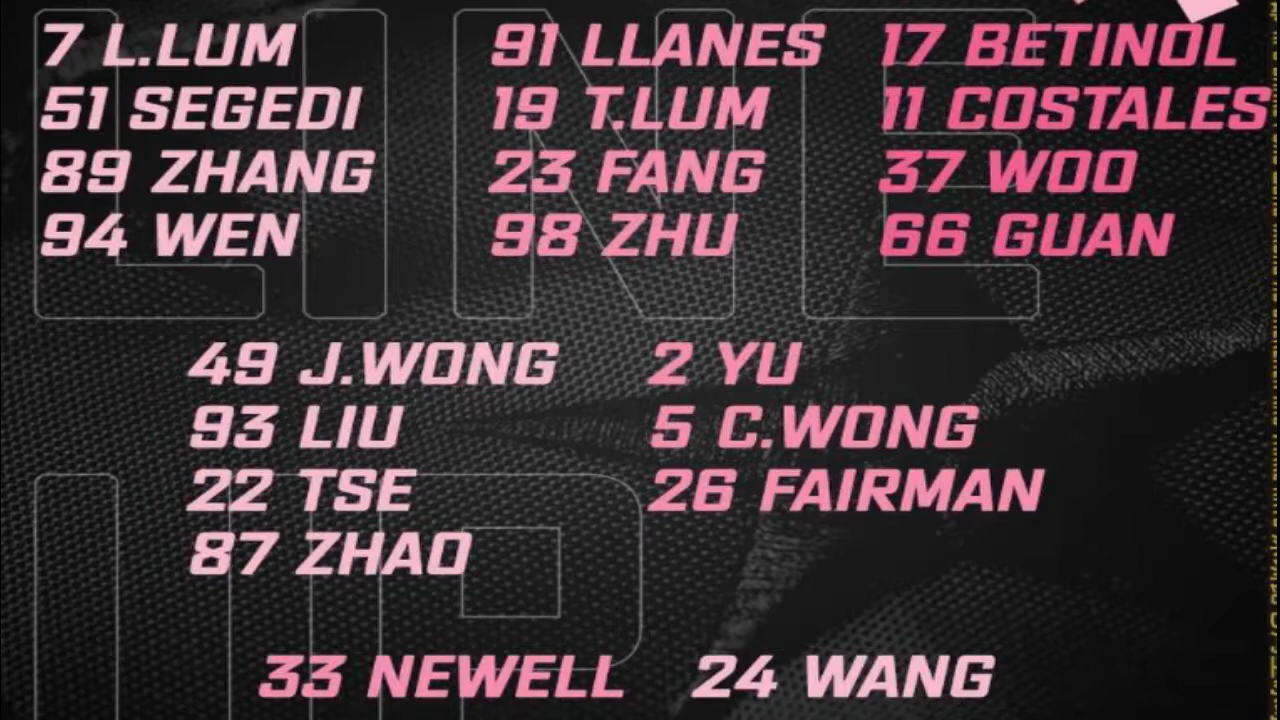 LINE
7 L.LUM 91 LLANES 17 BETINOL
51 SEGEDI 19 T.LUM 11 COSTALES
89 ZHANG 23 FANG 37 WOO
94 WEN 98 ZHU 66 GUAN
UP
49 J.WONG 2 YU
93 LIU 5 C.WONG
22 TSE 26 FAIRMAN
87 ZHAO
33 NEWELL 24 WANG